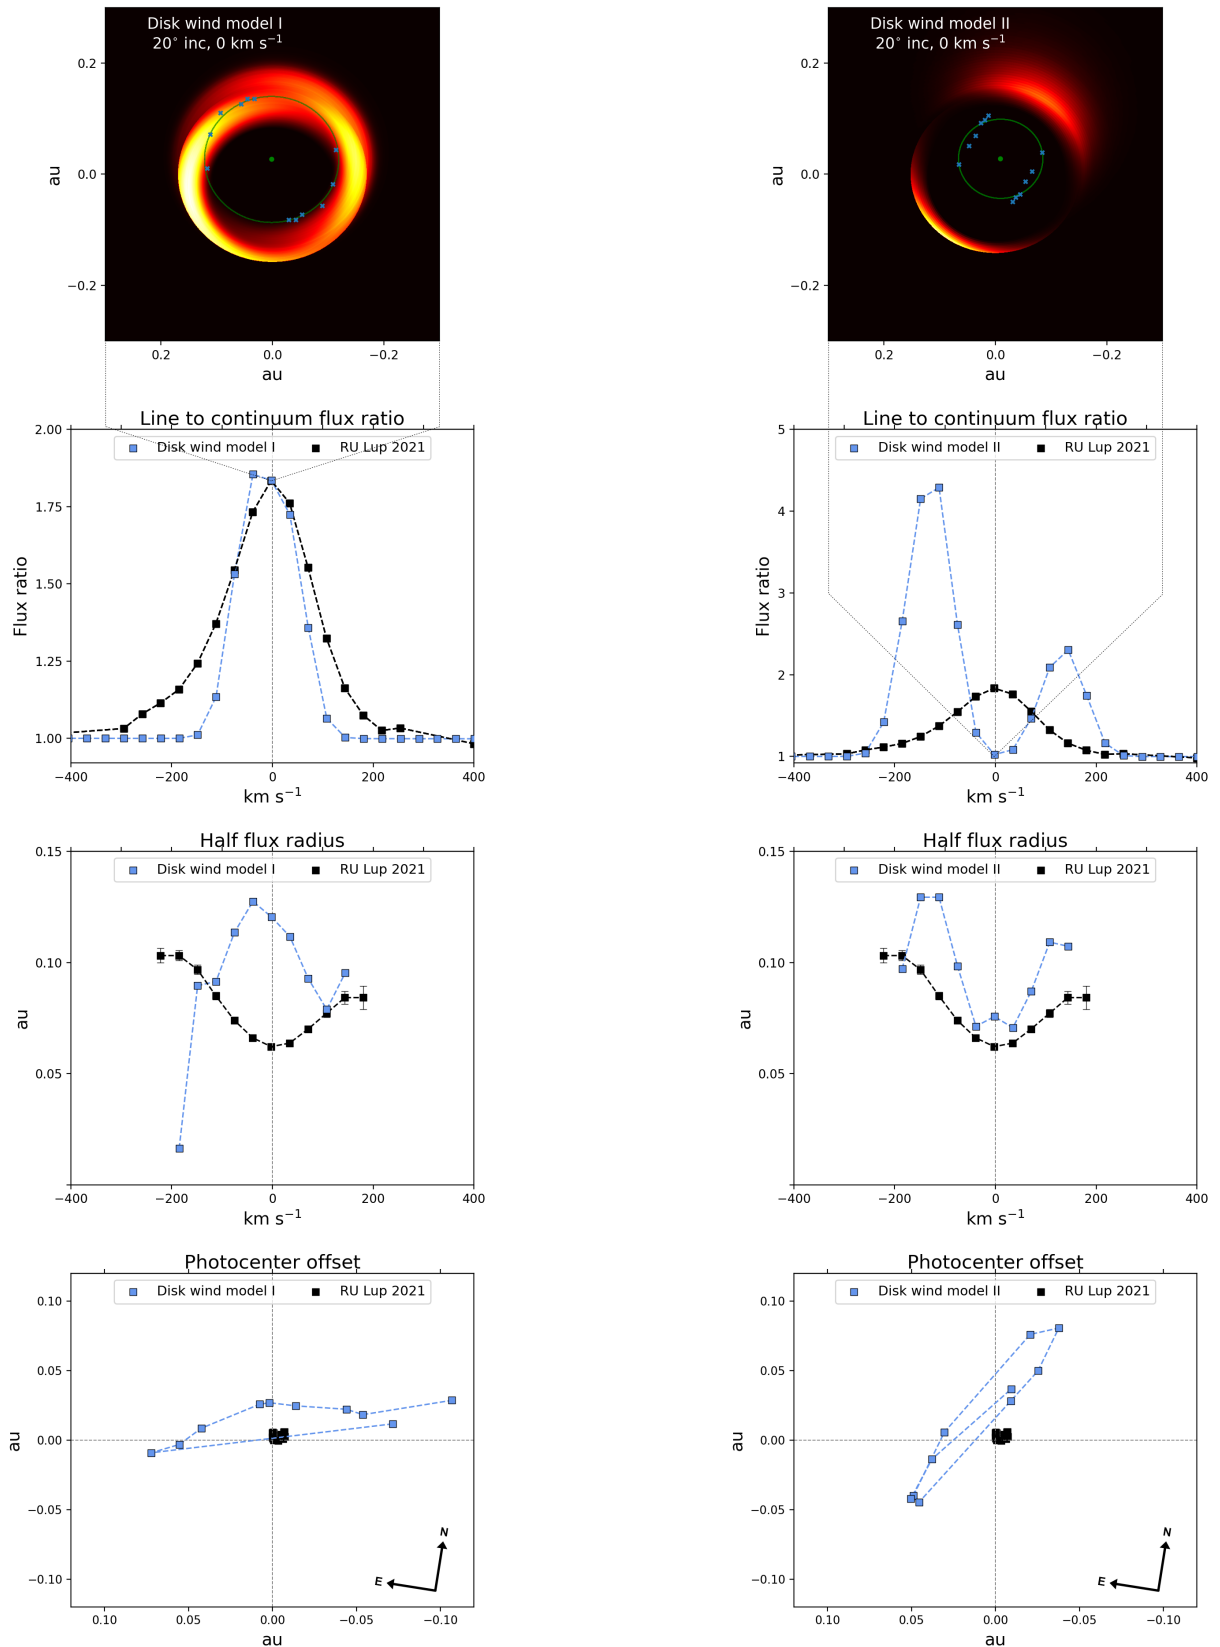 Disk wind model I
20° inc, 0 km s⁻¹
0.2
0.0
−0.2
au
0.2 0.0 −0.2
au
Disk wind model II
20° inc, 0 km s⁻¹
0.2
0.0
−0.2
au
0.2 0.0 −0.2
au
Line to continuum flux ratio
Disk wind model I RU Lup 2021
2.00
1.75
1.50
1.25
1.00
Flux ratio
−400 −200 0 200 400
km s⁻¹
Line to continuum flux ratio
Disk wind model II RU Lup 2021
5
4
3
2
1
Flux ratio
−400 −200 0 200 400
km s⁻¹
Half flux radius
Disk wind model I RU Lup 2021
0.15
0.10
0.05
au
−400 −200 0 200 400
km s⁻¹
Half flux radius
Disk wind model II RU Lup 2021
0.15
0.10
0.05
au
−400 −200 0 200 400
km s⁻¹
Photocenter offset
Disk wind model I RU Lup 2021
0.10
0.05
0.00
−0.05
−0.10
au
N
E
0.10 0.05 0.00 −0.05 −0.10
au
Photocenter offset
Disk wind model II RU Lup 2021
0.10
0.05
0.00
−0.05
−0.10
au
N
E
0.10 0.05 0.00 −0.05 −0.10
au